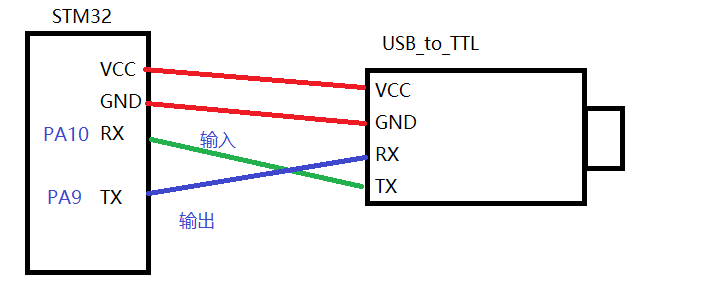 STM32
VCC
GND
PA10 RX
PA9 TX
输入
输出
USB_to_TTL
VCC
GND
RX
TX